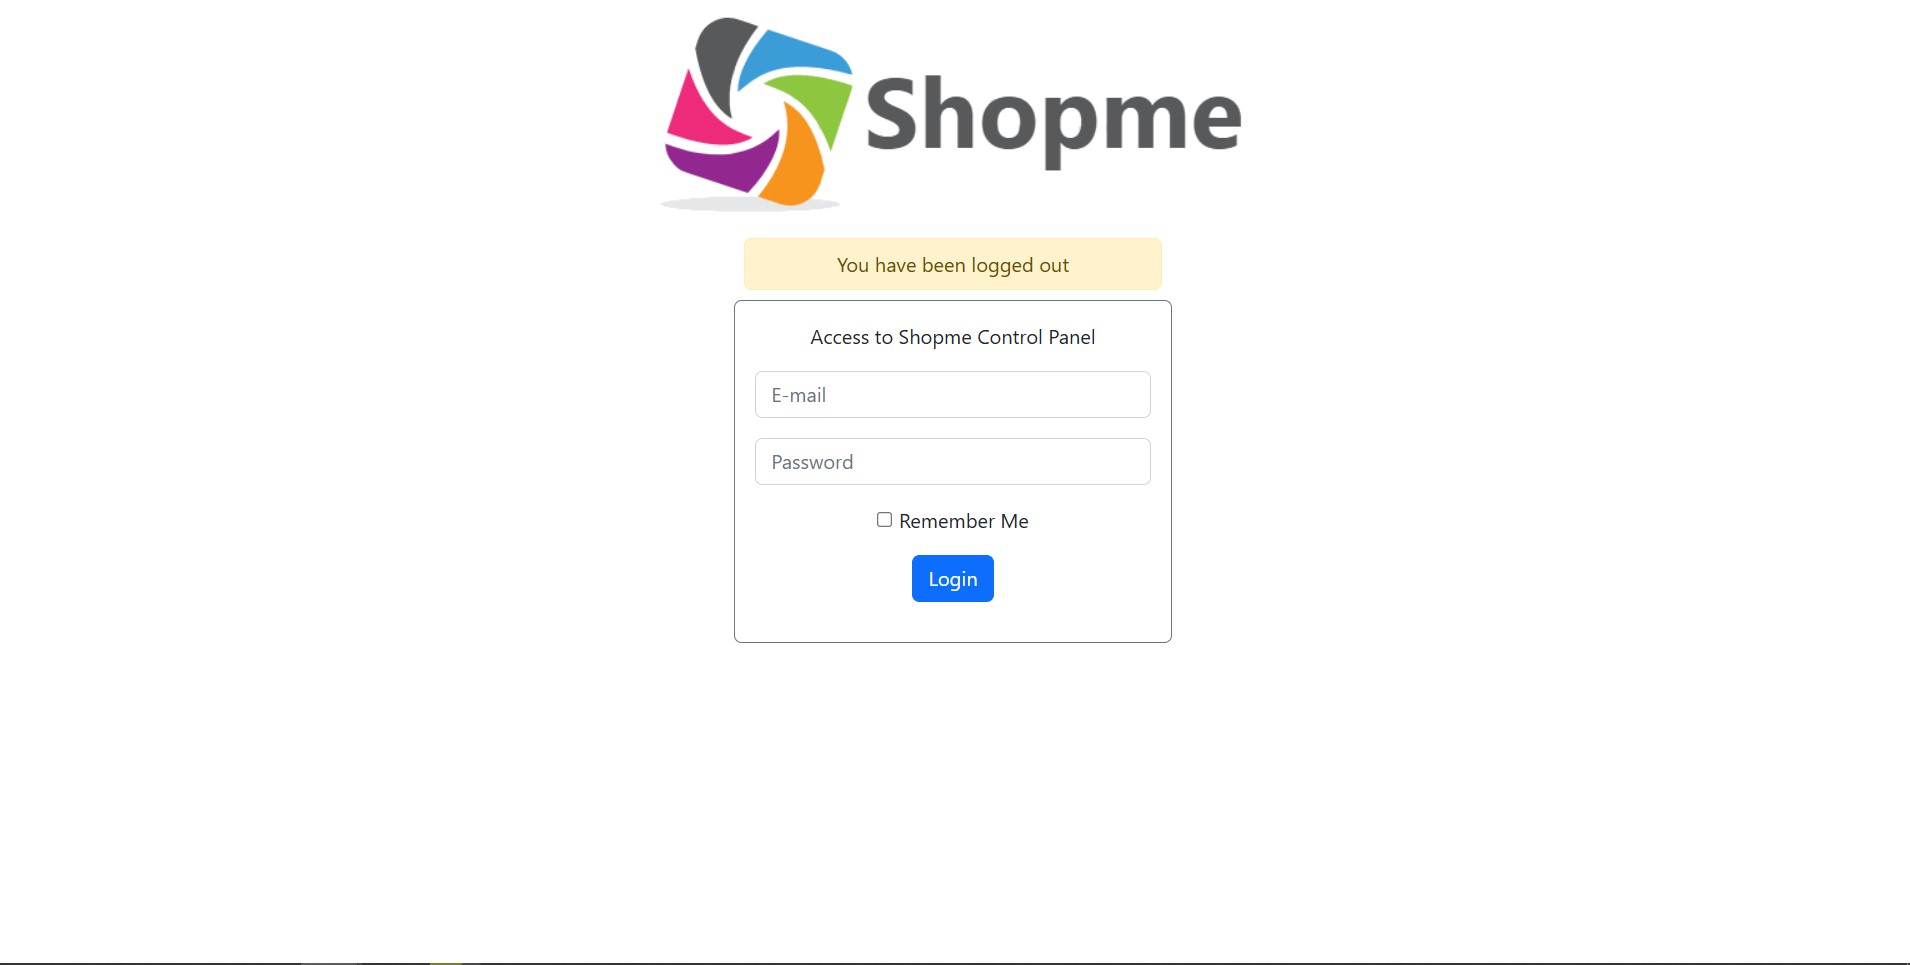 Shopme
You have been logged out
Access to Shopme Control Panel
E-mail
Password
Remember Me
Login